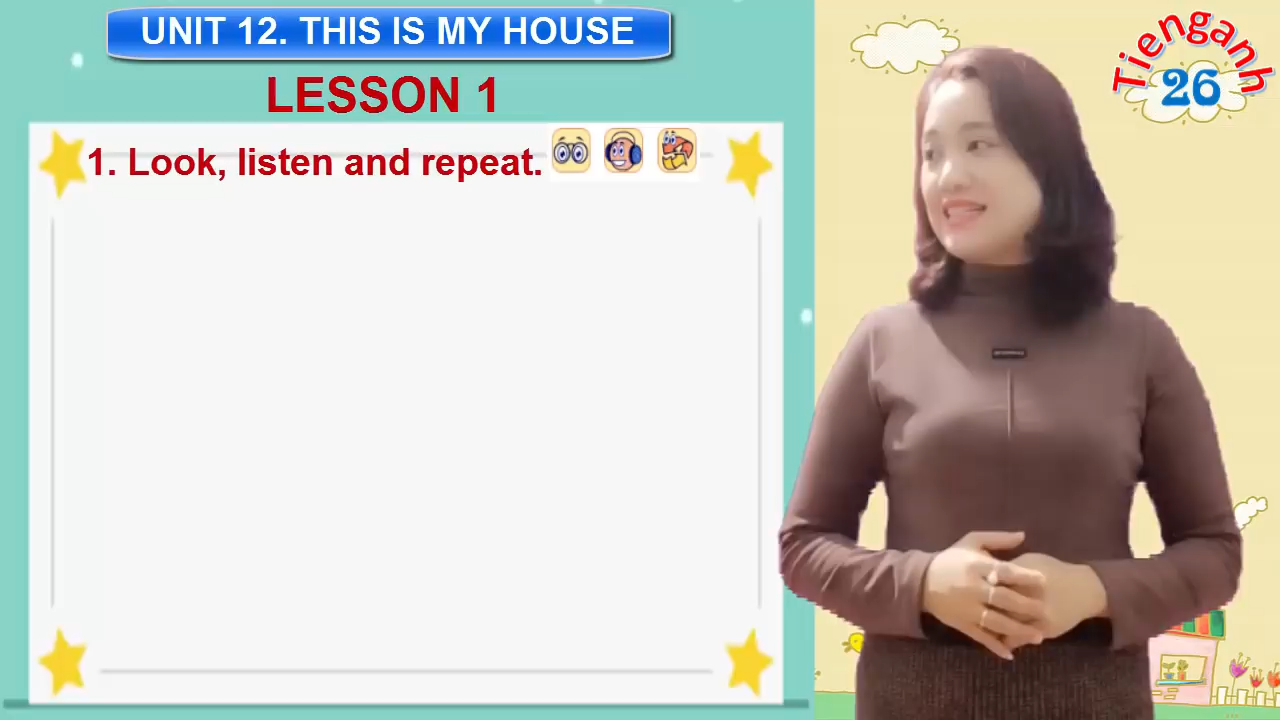 UNIT 12. THIS IS MY HOUSE
LESSON 1
1. Look, listen and repeat.
Tienganh
26